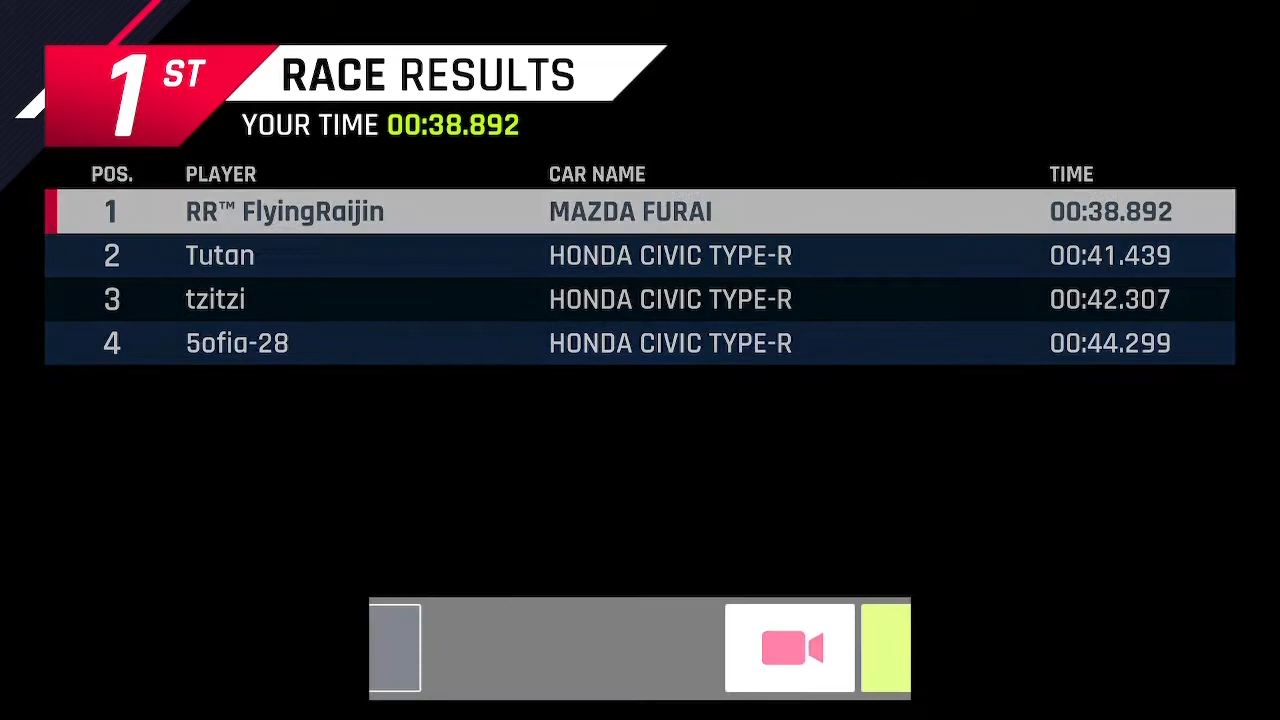 1 ST RACE RESULTS
YOUR TIME 00:38.892
POS. PLAYER CAR NAME TIME
1 RR™ FlyingRaijin MAZDA FURAI 00:38.892
2 Tutan HONDA CIVIC TYPE-R 00:41.439
3 tzitzi HONDA CIVIC TYPE-R 00:42.307
4 5ofia-28 HONDA CIVIC TYPE-R 00:44.299